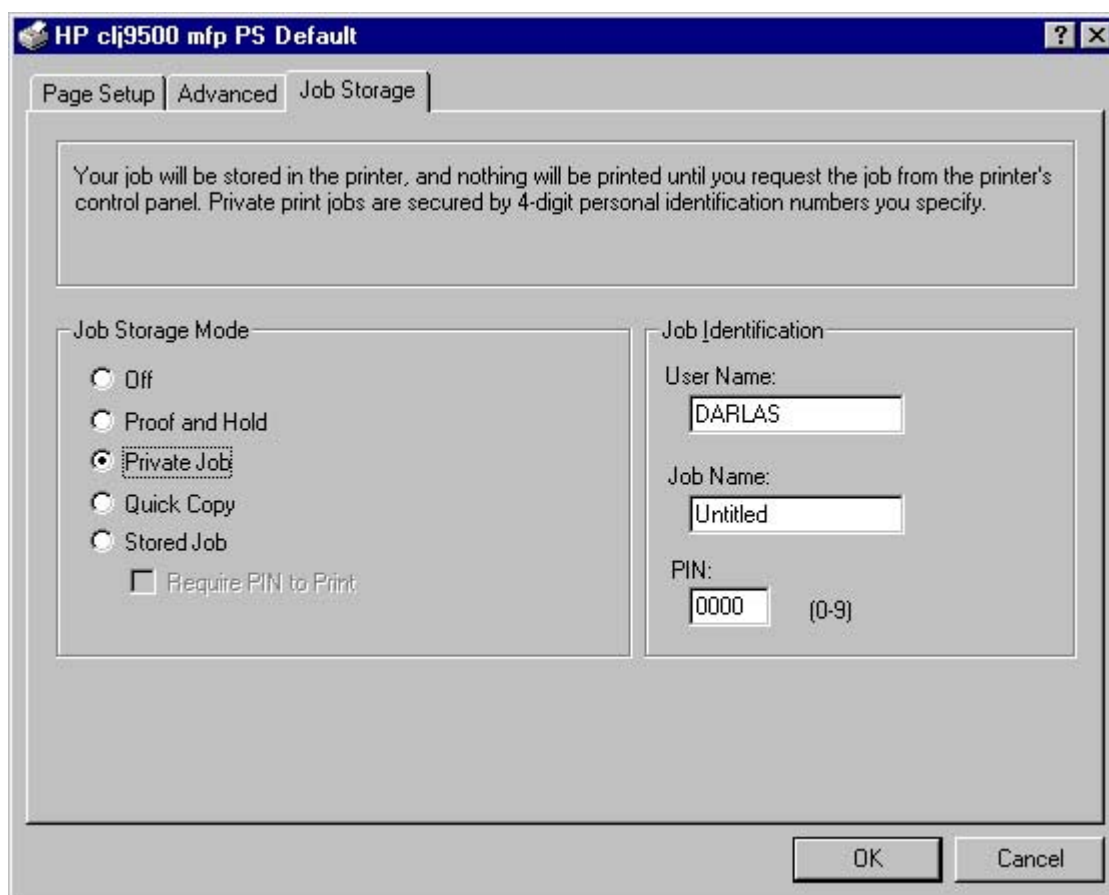 HP clj9500 mfp PS Default
Page Setup
Advanced
Job Storage
Your job will be stored in the printer, and nothing will be printed until you request the job from the printer's
control panel. Private print jobs are secured by 4-digit personal identification numbers you specify.
Job Storage Mode
Off
Proof and Hold
Private Job
Quick Copy
Stored Job
Require PIN to Print
Job Identification
User Name:
DARLAS
Job Name:
Untitled
PIN:
0000 (0-9)
OK
Cancel